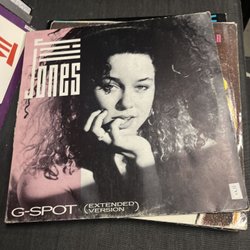 Jones
G-SPOT (EXTENDED
VERSION)